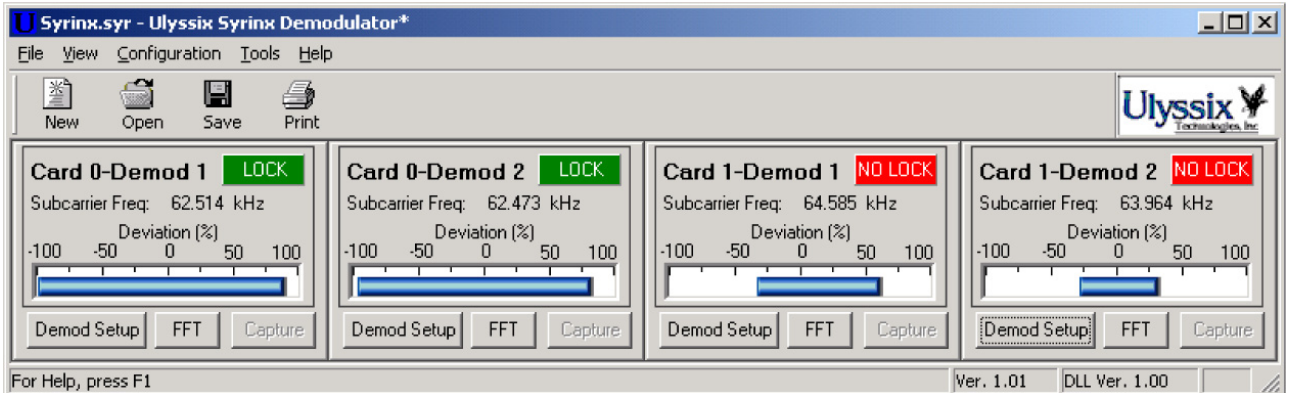 Syrinx.syr - Ulyssix Syrinx Demodulator*
File View Configuration Tools Help
New Open Save Print
Ulyssix
Technologies, Inc
Card 0-Demod 1 LOCK
Subcarrier Freq: 62.514 kHz
Deviation (%)
-100 -50 0 50 100
Demod Setup FFT Capture
Card 0-Demod 2 LOCK
Subcarrier Freq: 62.473 kHz
Deviation (%)
-100 -50 0 50 100
Demod Setup FFT Capture
Card 1-Demod 1 NO LOCK
Subcarrier Freq: 64.585 kHz
Deviation (%)
-100 -50 0 50 100
Demod Setup FFT Capture
Card 1-Demod 2 NO LOCK
Subcarrier Freq: 63.964 kHz
Deviation (%)
-100 -50 0 50 100
Demod Setup FFT Capture
For Help, press F1
Ver. 1.01 DLL Ver. 1.00